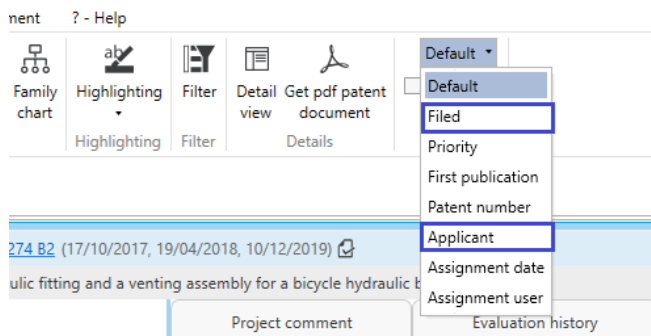 ment ? - Help
Family chart
Highlighting
Filter
Detail view
Get pdf patent document
Default
Highlighting
Filter
Details
Default
Filed
Priority
First publication
Patent number
Applicant
Assignment date
Assignment user
274 B2 (17/10/2017, 19/04/2018, 10/12/2019)
ulic fitting and a venting assembly for a bicycle hydraulic b
Project comment
Evaluation history